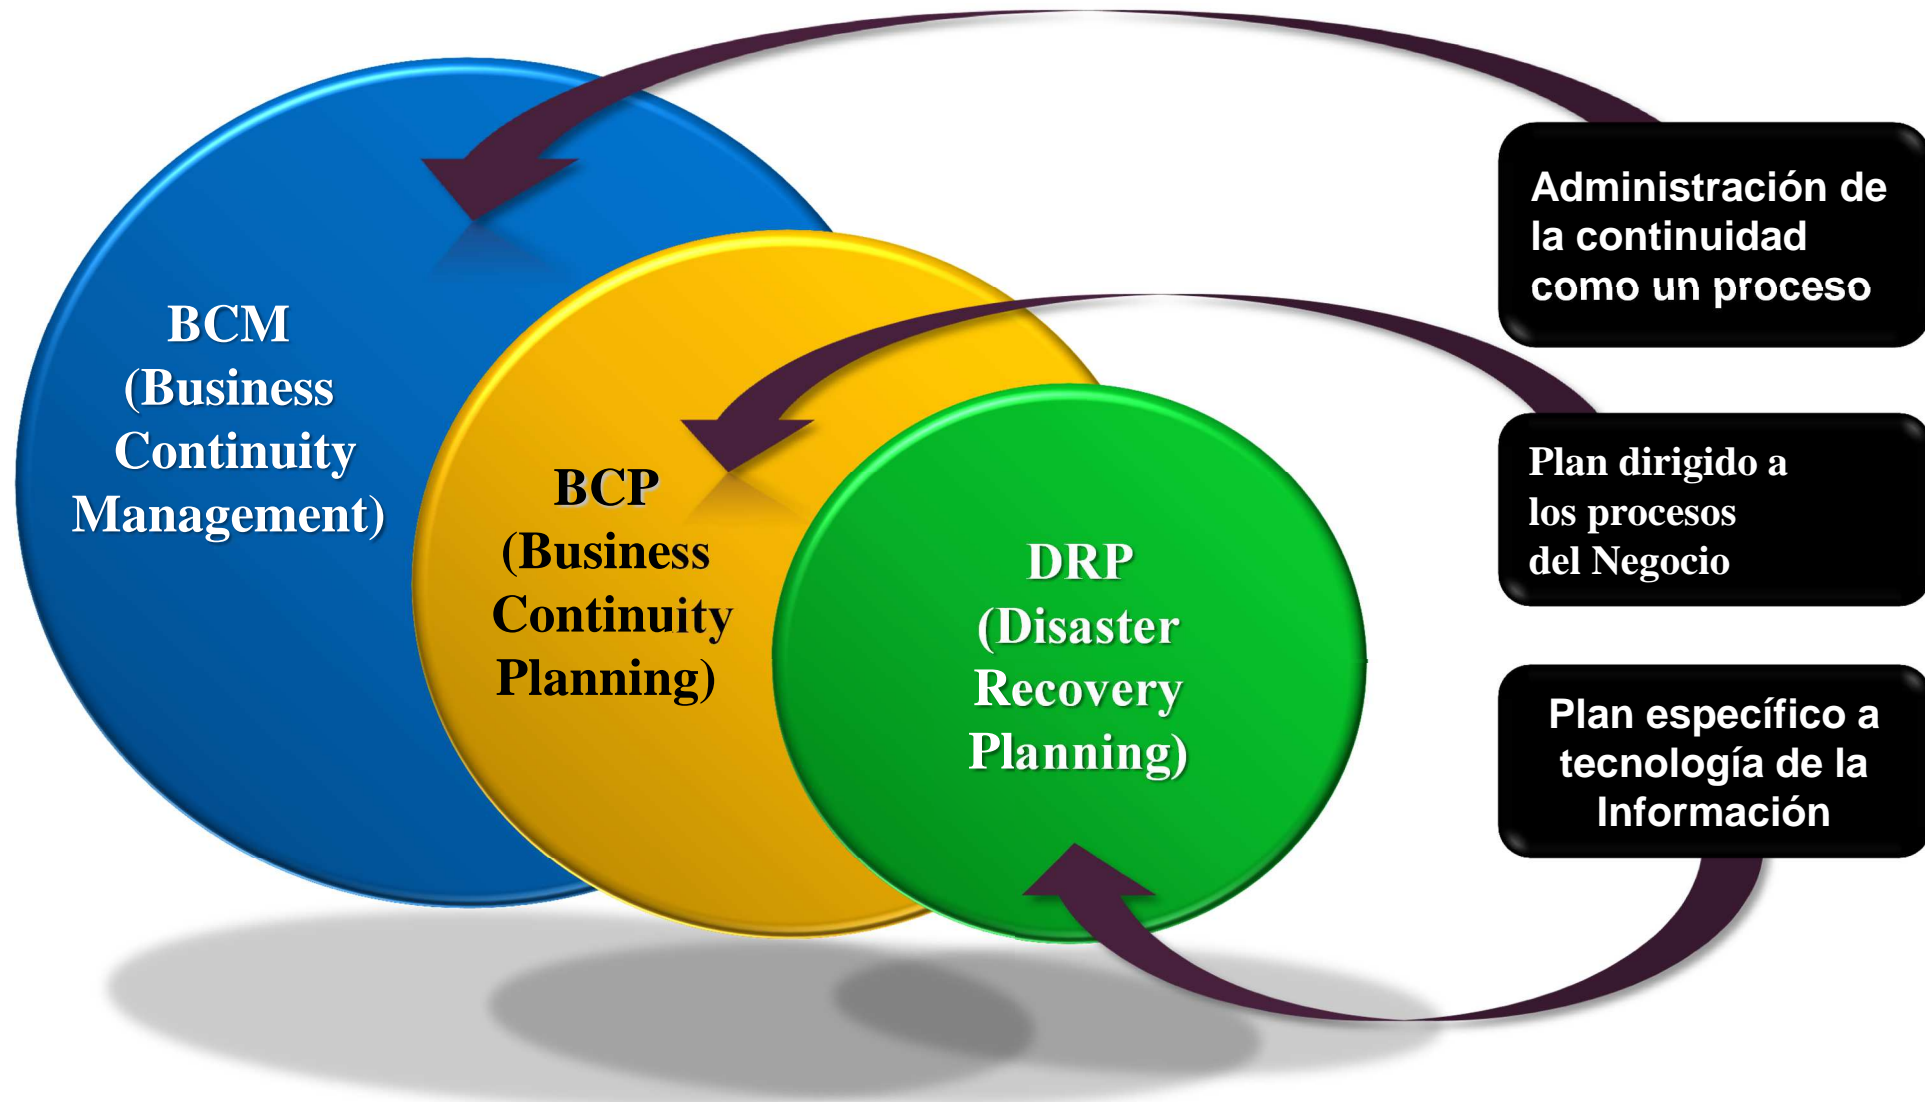 BCM
(Business
Continuity
Management)
BCP
(Business
Continuity
Planning)
DRP
(Disaster
Recovery
Planning)
Administración de
la continuidad
como un proceso
Plan dirigido a
los procesos
del Negocio
Plan específico a
tecnología de la
Información